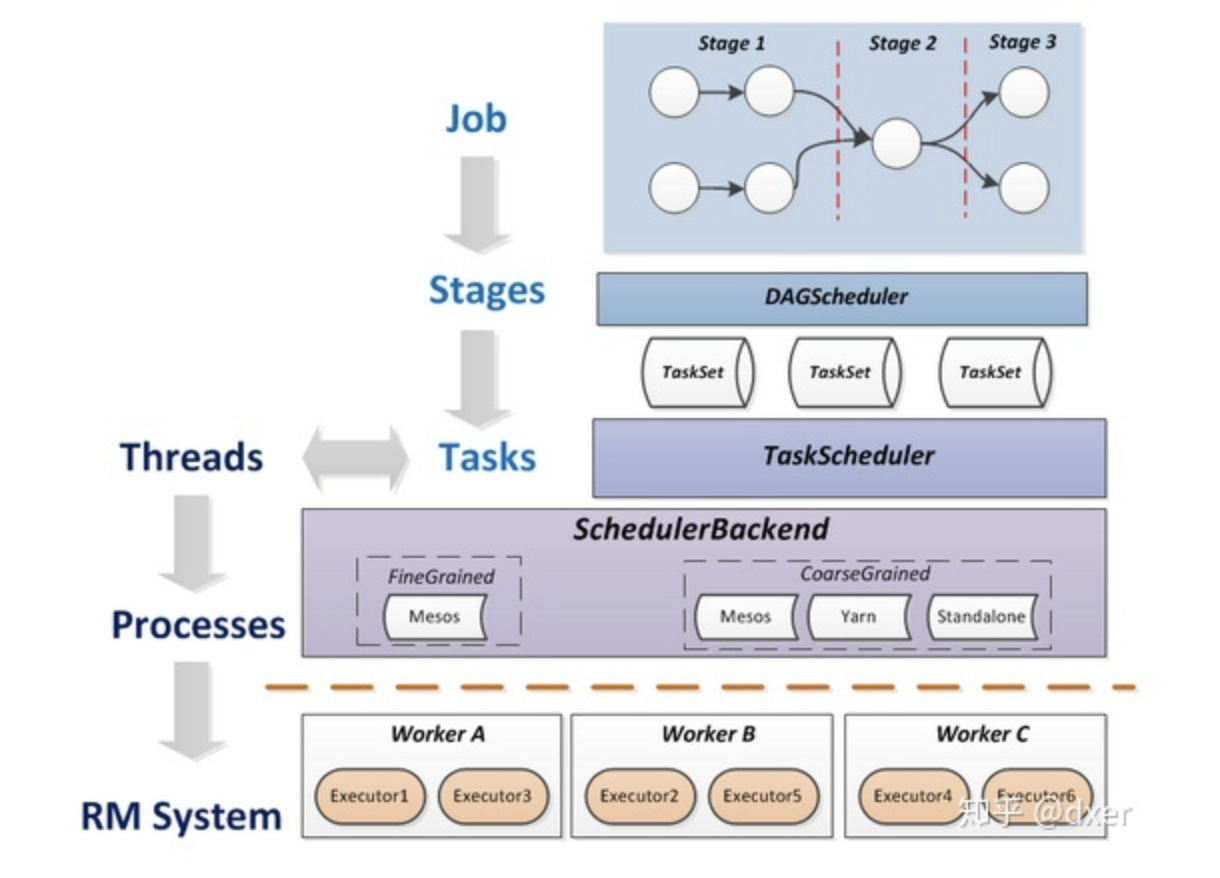 Stage 1 Stage 2 Stage 3
Job
Stages
DAGScheduler
TaskSet TaskSet TaskSet
Threads Tasks
TaskScheduler
SchedulerBackend
FineGrained CoarseGrained
Mesos Mesos Yarn Standalone
Processes
Worker A Worker B Worker C
Executor1 Executor3 Executor2 Executor5 Executor4 Executor6
RM System
知乎 @dxer